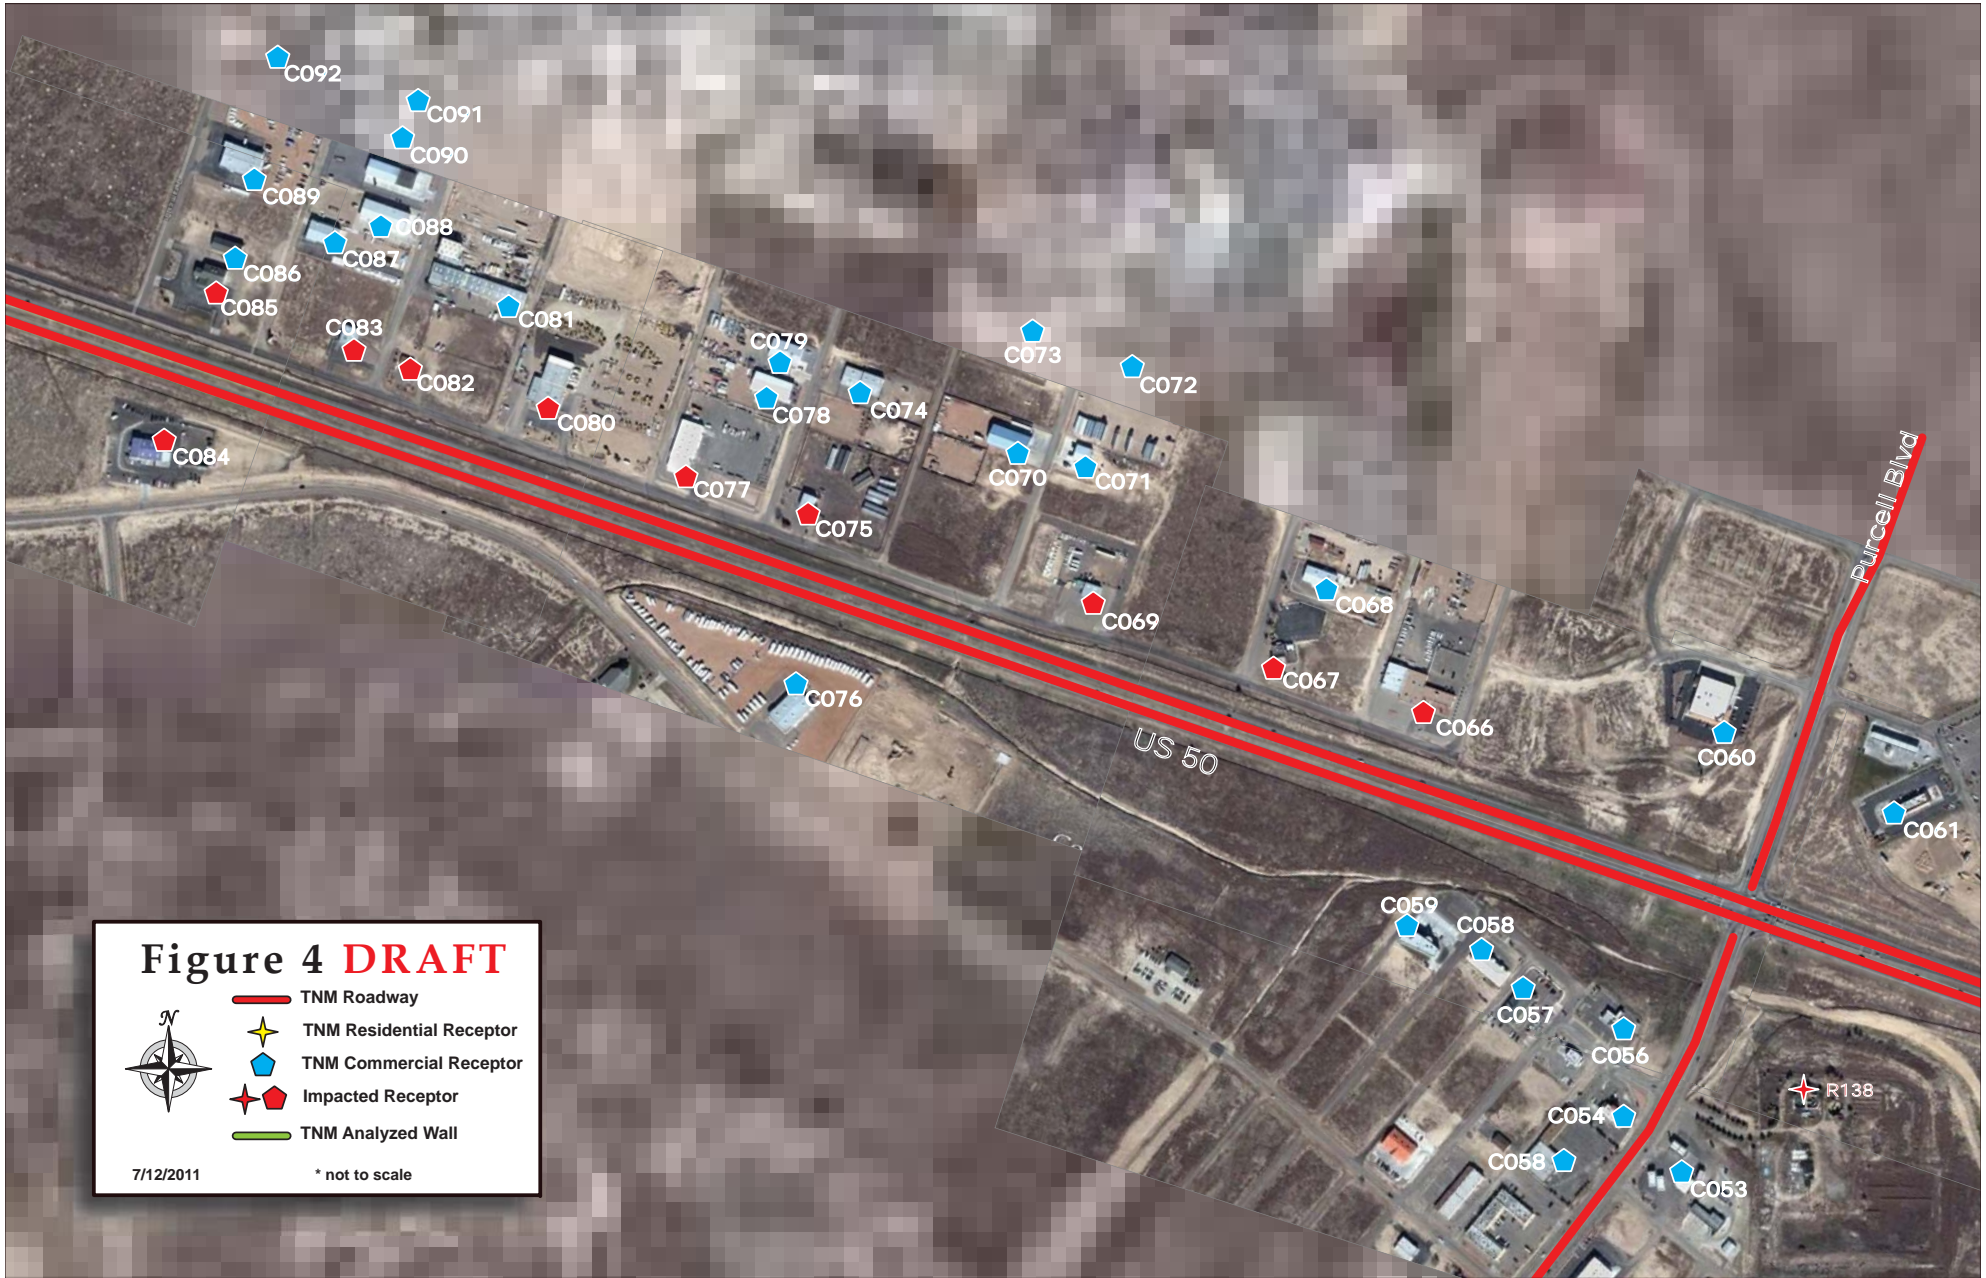 C092
C091
C090
C089
C088
C087
C086
C085
C083
C082
C081
C084
C080
C079
C078
C077
C074
C075
C073
C072
C070
C071
C069
C068
C067
C066
C076
US 50
Purcell Blvd
C060
C061
C059
C058
C057
C056
C054
C058
C053
R138
Figure 4 DRAFT
N
TNM Roadway
TNM Residential Receptor
TNM Commercial Receptor
Impacted Receptor
TNM Analyzed Wall
7/12/2011
* not to scale